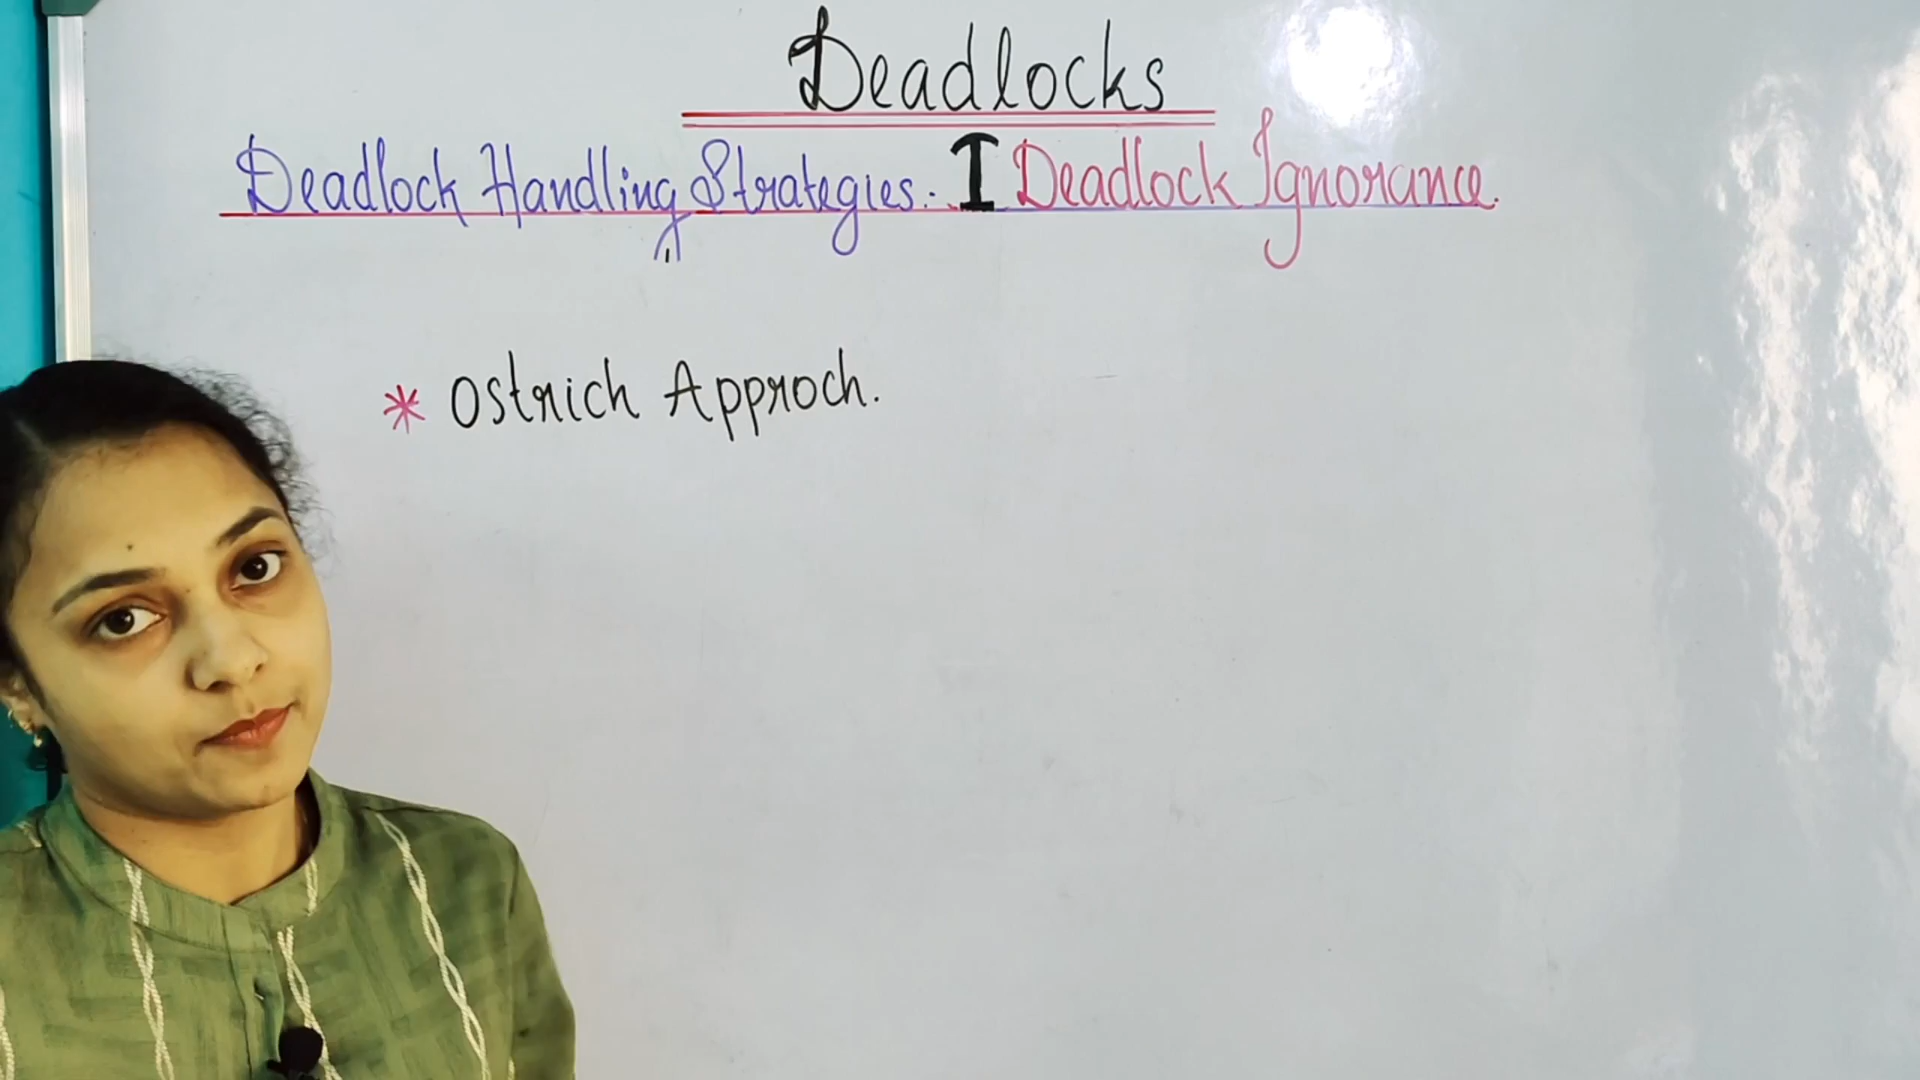 Deadlocks
Deadlock Handling Strategies:- I Deadlock Ignorance.
* Ostrich Approch.